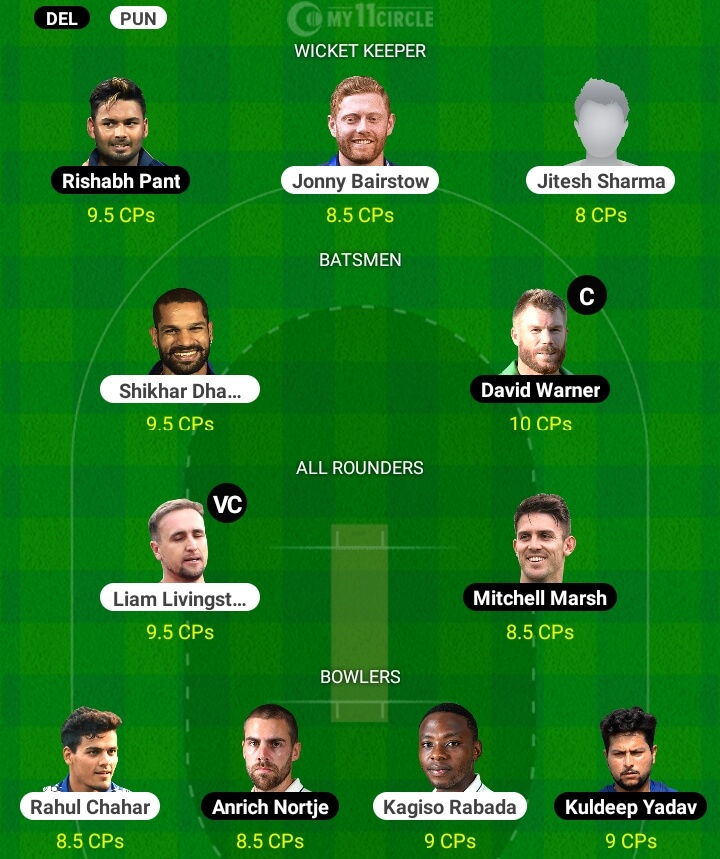 DEL PUN MY11CIRCLE
WICKET KEEPER
Rishabh Pant Jonny Bairstow Jitesh Sharma
9.5 CPs 8.5 CPs 8 CPs
BATSMEN
C
Shikhar Dha... David Warner
9.5 CPs 10 CPs
ALL ROUNDERS
VC
Liam Livingst... Mitchell Marsh
9.5 CPs 8.5 CPs
BOWLERS
Rahul Chahar Anrich Nortje Kagiso Rabada Kuldeep Yadav
8.5 CPs 8.5 CPs 9 CPs 9 CPs